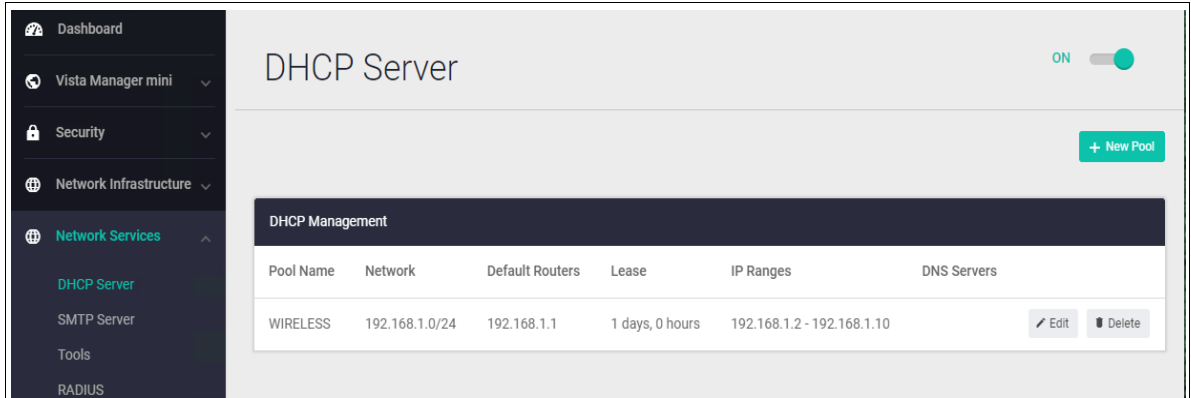 Dashboard
Vista Manager mini
Security
Network Infrastructure
Network Services
DHCP Server
SMTP Server
Tools
RADIUS
DHCP Server
ON
+ New Pool
DHCP Management
Pool Name Network Default Routers Lease IP Ranges DNS Servers
WIRELESS 192.168.1.0/24 192.168.1.1 1 days, 0 hours 192.168.1.2 - 192.168.1.10 Edit Delete